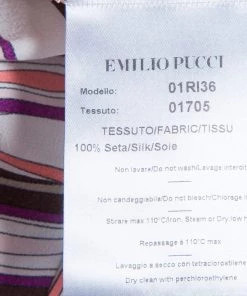 EMILIO PUCCI
Modello: 01RI36
Tessuto: 01705
TESSUTO/FABRIC/TISSU
100% Seta/Silk/Soie
Non lavare/Do not wash/Lavage interdit
Non candeggiabile/Do not bleach/Chlorage
Stirare max 110°C/Iron, Steam or Dry, low
Repassage à 110°C max
Lavaggio a secco con tetracloroetilene
Dry clean with perchloroethylene